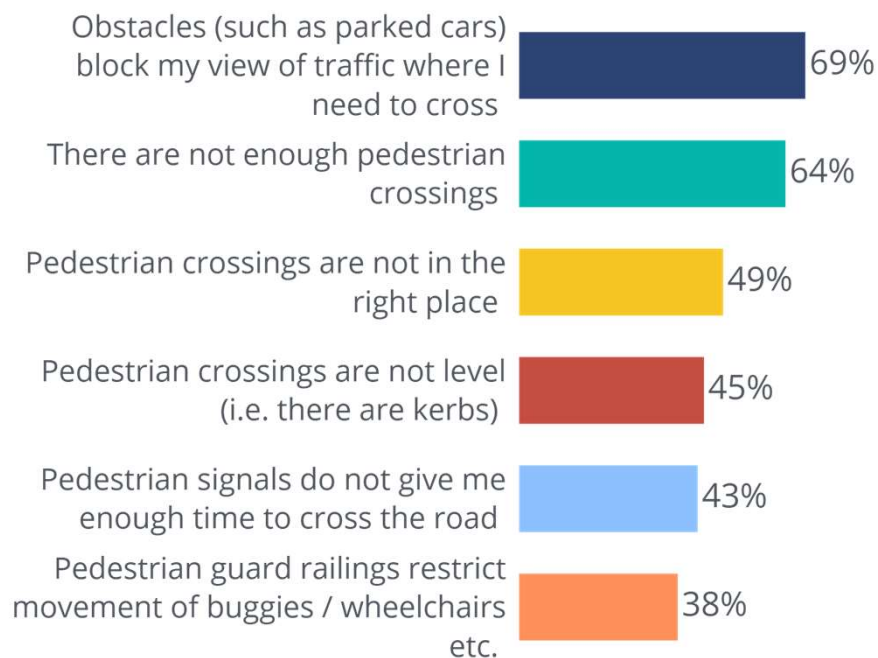 Obstacles (such as parked cars)
block my view of traffic where I
need to cross
69%
There are not enough pedestrian
crossings
64%
Pedestrian crossings are not in the
right place
49%
Pedestrian crossings are not level
(i.e. there are kerbs)
45%
Pedestrian signals do not give me
enough time to cross the road
43%
Pedestrian guard railings restrict
movement of buggies / wheelchairs
etc.
38%